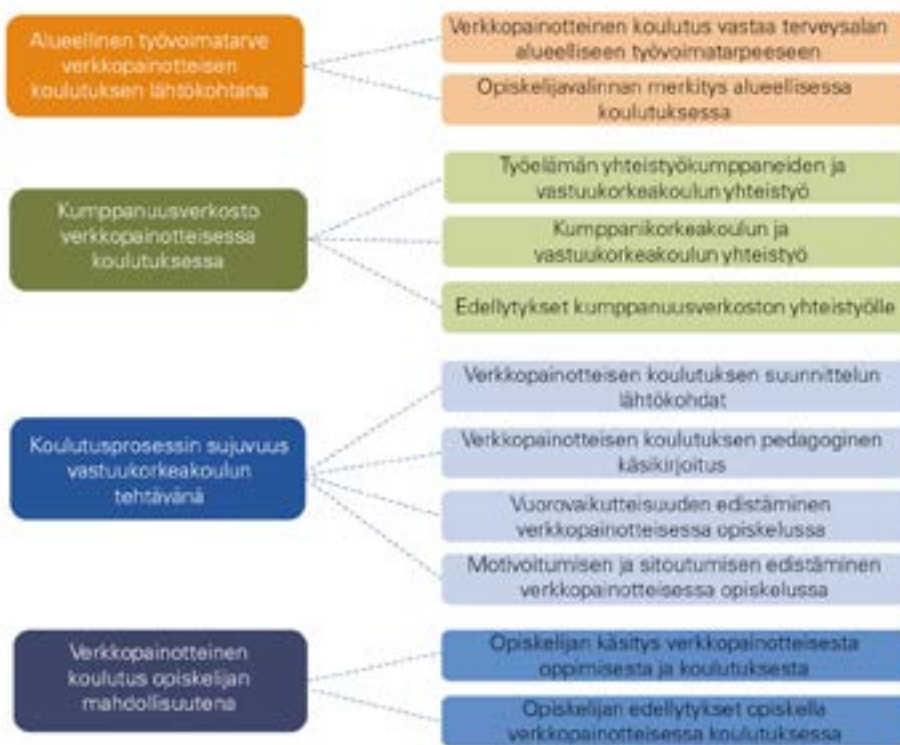 Alueellinen työvoimatarve
verkkopainotteisen
koulutuksen lähtökohtana
Verkkopainotteinen koulutus vastaa terveysalan
alueelliseen työvoimatarpeeseen
Opiskelijavalinnan merkitys alueellisessa
koulutuksessa
Kumppanuusverkosto
verkkopainotteisessa
koulutuksessa
Työelämän yhteistyökumppaneiden ja
vastuukorkeakoulun yhteistyö
Kumppanikorkeakoulun ja
vastuukorkeakoulun yhteistyö
Edellytykset kumppanuusverkoston yhteistyölle
Koulutusprosessin sujuvuus
vastuukorkeakoulun
tehtävänä
Verkkopainotteisen koulutuksen suunnittelun
lähtökohdat
Verkkopainotteisen koulutuksen pedagoginen
käsikirjoitus
Vuorovaikutteisuuden edistäminen
verkkopainotteisessa opiskelussa
Motivoitumisen ja sitoutumisen edistäminen
verkkopainotteisessa opiskelussa
Verkkopainotteinen
koulutus opiskelijan
mahdollisuutena
Opiskelijan käsitys verkkopainotteisesta
oppimisesta ja koulutuksesta
Opiskelijan edellytykset opiskella
verkkopainotteisessa koulutuksessa